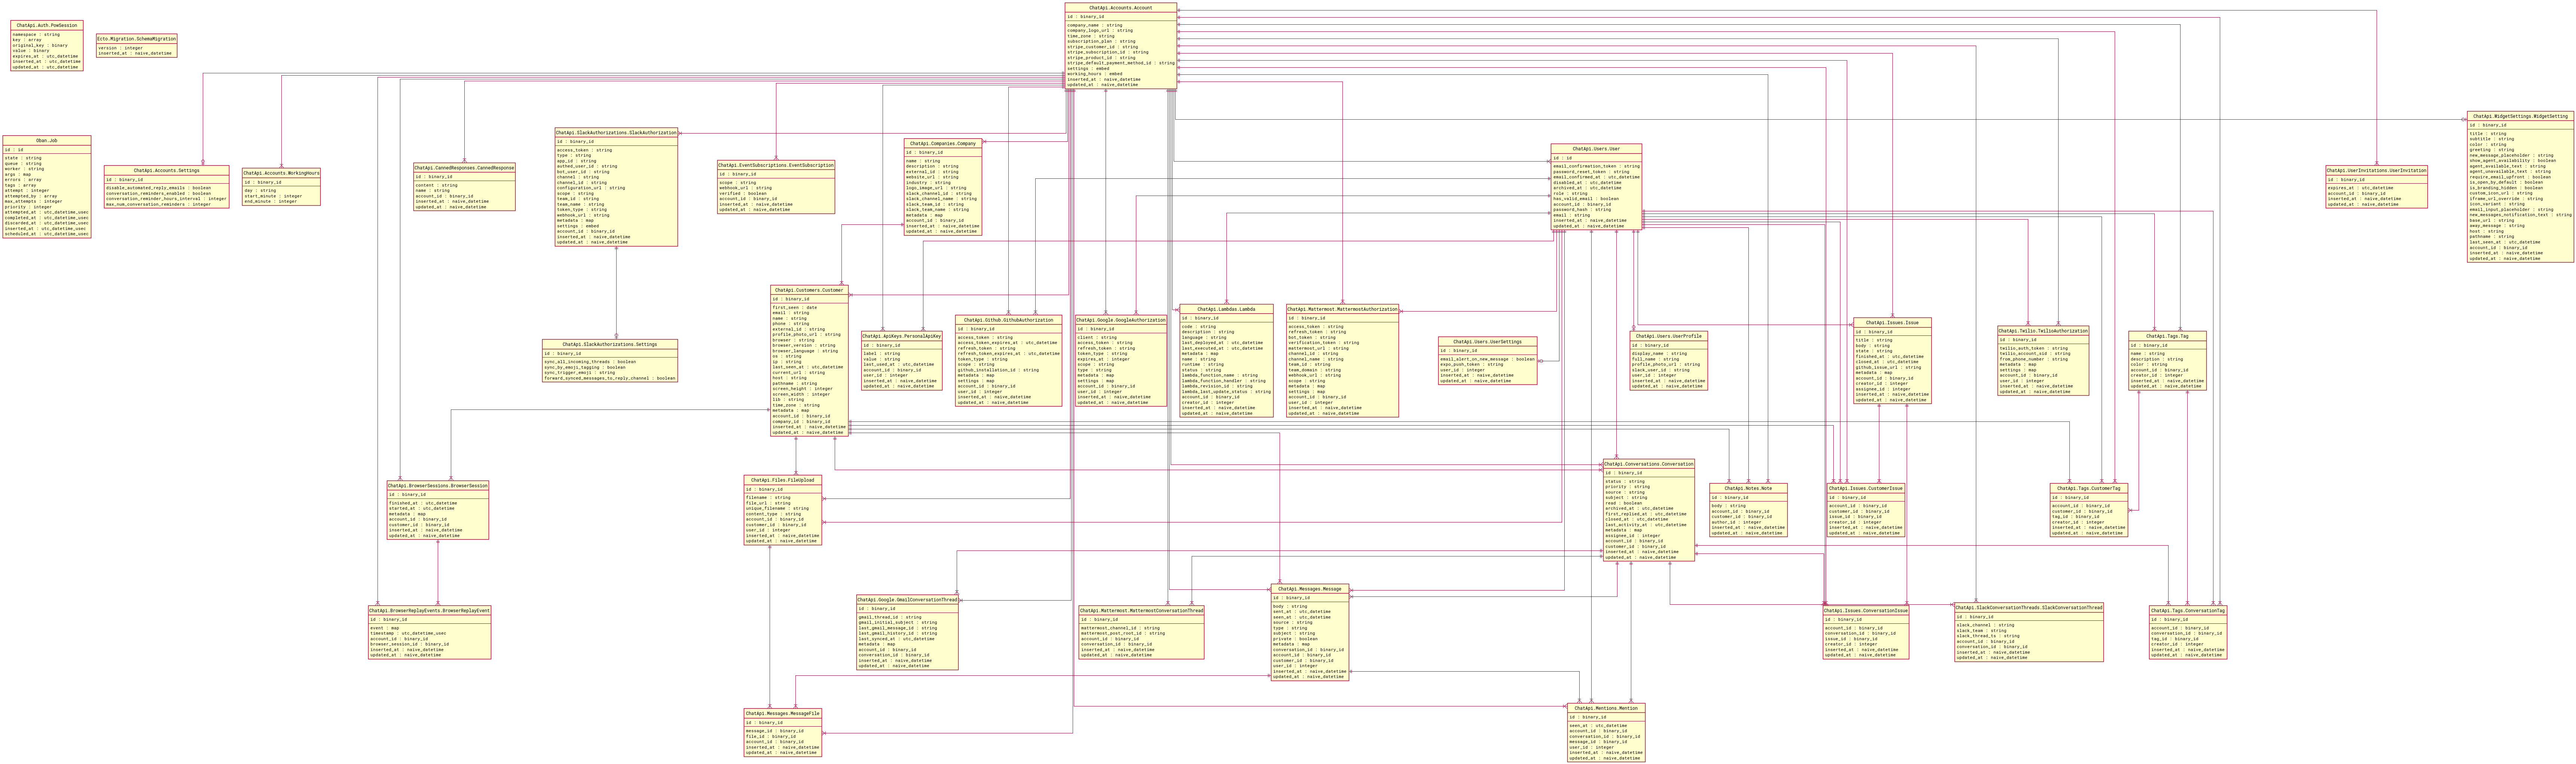 ChatApi.Accounts.Account
id : binary_id
company_name : string
company_logo_url : string
time_zone : string
subscription_plan : string
stripe_customer_id : string
stripe_subscription_id : string
stripe_product_id : string
stripe_default_payment_method_id : string
settings : embed
working_hours : embed
inserted_at : naive_datetime
updated_at : naive_datetime
ChatApi.Auth.PowSession
namespace : string
key : array
original_key : binary
value : binary
expires_at : utc_datetime
inserted_at : utc_datetime
updated_at : utc_datetime
Ecto.Migration.SchemaMigration
version : integer
inserted_at : naive_datetime
Oban.Job
id : id
state : string
queue : string
worker : string
args : map
errors : array
tags : array
attempt : integer
attempted_by : array
max_attempts : integer
priority : integer
attempted_at : utc_datetime_usec
completed_at : utc_datetime_usec
discarded_at : utc_datetime_usec
inserted_at : utc_datetime_usec
scheduled_at : utc_datetime_usec
ChatApi.Accounts.Settings
id : binary_id
disable_automated_reply_emails : boolean
conversation_reminders_enabled : boolean
conversation_reminder_hours_interval : integer
max_num_conversation_reminders : integer
ChatApi.Accounts.WorkingHours
id : binary_id
day : string
start_minute : integer
end_minute : integer
ChatApi.CannedResponses.CannedResponse
id : binary_id
content : string
name : string
account_id : binary_id
inserted_at : naive_datetime
updated_at : naive_datetime
ChatApi.SlackAuthorizations.SlackAuthorization
id : binary_id
access_token : string
type : string
app_id : string
authed_user_id : string
bot_user_id : string
channel : string
channel_id : string
configuration_url : string
scope : string
team_id : string
team_name : string
token_type : string
webhook_url : string
metadata : map
settings : embed
account_id : binary_id
inserted_at : naive_datetime
updated_at : naive_datetime
ChatApi.EventSubscriptions.EventSubscription
id : binary_id
scope : string
webhook_url : string
verified : boolean
account_id : binary_id
inserted_at : naive_datetime
updated_at : naive_datetime
ChatApi.Companies.Company
id : binary_id
name : string
description : string
external_id : string
website_url : string
industry : string
logo_image_url : string
slack_channel_id : string
slack_channel_name : string
slack_team_id : string
slack_team_name : string
metadata : map
account_id : binary_id
inserted_at : naive_datetime
updated_at : naive_datetime
ChatApi.Users.User
id : id
email_confirmation_token : string
password_reset_token : string
email_confirmed_at : utc_datetime
disabled_at : utc_datetime
archived_at : utc_datetime
role : string
has_valid_email : boolean
account_id : binary_id
password_hash : string
email : string
inserted_at : naive_datetime
updated_at : naive_datetime
ChatApi.UserInvitations.UserInvitation
id : binary_id
expires_at : utc_datetime
account_id : binary_id
inserted_at : naive_datetime
updated_at : naive_datetime
ChatApi.WidgetSettings.WidgetSetting
id : binary_id
title : string
subtitle : string
color : string
greeting : string
new_message_placeholder : string
show_agent_availability : boolean
agent_available_text : string
agent_unavailable_text : string
require_email_upfront : boolean
is_open_by_default : boolean
is_branding_hidden : boolean
custom_icon_url : string
iframe_url_override : string
icon_variant : string
email_input_placeholder : string
new_messages_notification_text : string
base_url : string
away_message : string
host : string
pathname : string
last_seen_at : utc_datetime
account_id : binary_id
inserted_at : naive_datetime
updated_at : naive_datetime
ChatApi.SlackAuthorizations.Settings
id : binary_id
sync_all_incoming_threads : boolean
sync_by_emoji_tagging : boolean
sync_trigger_emoji : string
forward_synced_messages_to_reply_channel : boolean
ChatApi.Customers.Customer
id : binary_id
first_seen : date
email : string
name : string
phone : string
external_id : string
profile_photo_url : string
browser : string
browser_version : string
browser_language : string
os : string
ip : string
last_seen_at : utc_datetime
current_url : string
host : string
pathname : string
screen_height : integer
screen_width : integer
lib : string
time_zone : string
metadata : map
account_id : binary_id
company_id : binary_id
inserted_at : naive_datetime
updated_at : naive_datetime
ChatApi.ApiKeys.PersonalApiKey
id : binary_id
label : string
value : string
last_used_at : utc_datetime
account_id : binary_id
user_id : integer
inserted_at : naive_datetime
updated_at : naive_datetime
ChatApi.Github.GithubAuthorization
id : binary_id
access_token : string
access_token_expires_at : utc_datetime
refresh_token : string
refresh_token_expires_at : utc_datetime
token_type : string
scope : string
github_installation_id : string
metadata : map
settings : map
account_id : binary_id
user_id : integer
inserted_at : naive_datetime
updated_at : naive_datetime
ChatApi.Google.GoogleAuthorization
id : binary_id
client : string
access_token : string
refresh_token : string
token_type : string
expires_at : integer
scope : string
type : string
metadata : map
settings : map
account_id : binary_id
user_id : integer
inserted_at : naive_datetime
updated_at : naive_datetime
ChatApi.Lambdas.Lambda
id : binary_id
code : string
description : string
language : string
last_deployed_at : utc_datetime
last_executed_at : utc_datetime
metadata : map
name : string
runtime : string
status : string
lambda_function_name : string
lambda_function_handler : string
lambda_revision_id : string
lambda_last_update_status : string
account_id : binary_id
creator_id : integer
inserted_at : naive_datetime
updated_at : naive_datetime
ChatApi.Mattermost.MattermostAuthorization
id : binary_id
access_token : string
refresh_token : string
bot_token : string
verification_token : string
mattermost_url : string
channel_id : string
channel_name : string
team_id : string
team_domain : string
webhook_url : string
scope : string
metadata : map
settings : map
account_id : binary_id
user_id : integer
inserted_at : naive_datetime
updated_at : naive_datetime
ChatApi.Users.UserSettings
id : binary_id
email_alert_on_new_message : boolean
expo_push_token : string
user_id : integer
inserted_at : naive_datetime
updated_at : naive_datetime
ChatApi.Users.UserProfile
id : binary_id
display_name : string
full_name : string
profile_photo_url : string
slack_user_id : string
user_id : integer
inserted_at : naive_datetime
updated_at : naive_datetime
ChatApi.Issues.Issue
id : binary_id
title : string
body : string
state : string
finished_at : utc_datetime
closed_at : utc_datetime
github_issue_url : string
metadata : map
account_id : binary_id
creator_id : integer
assignee_id : integer
inserted_at : naive_datetime
updated_at : naive_datetime
ChatApi.Twilio.TwilioAuthorization
id : binary_id
twilio_auth_token : string
twilio_account_sid : string
from_phone_number : string
metadata : map
settings : map
account_id : binary_id
user_id : integer
inserted_at : naive_datetime
updated_at : naive_datetime
ChatApi.Tags.Tag
id : binary_id
name : string
description : string
color : string
account_id : binary_id
creator_id : integer
inserted_at : naive_datetime
updated_at : naive_datetime
ChatApi.BrowserSessions.BrowserSession
id : binary_id
finished_at : utc_datetime
started_at : utc_datetime
metadata : map
account_id : binary_id
customer_id : binary_id
inserted_at : naive_datetime
updated_at : naive_datetime
ChatApi.Files.FileUpload
id : binary_id
filename : string
file_url : string
unique_filename : string
content_type : string
account_id : binary_id
customer_id : binary_id
user_id : integer
inserted_at : naive_datetime
updated_at : naive_datetime
ChatApi.Conversations.Conversation
id : binary_id
status : string
priority : string
source : string
subject : string
read : boolean
archived_at : utc_datetime
first_replied_at : utc_datetime
closed_at : utc_datetime
last_activity_at : utc_datetime
metadata : map
assignee_id : integer
account_id : binary_id
customer_id : binary_id
inserted_at : naive_datetime
updated_at : naive_datetime
ChatApi.Notes.Note
id : binary_id
body : string
account_id : binary_id
customer_id : binary_id
author_id : integer
inserted_at : naive_datetime
updated_at : naive_datetime
ChatApi.Issues.CustomerIssue
id : binary_id
account_id : binary_id
customer_id : binary_id
issue_id : binary_id
creator_id : integer
inserted_at : naive_datetime
updated_at : naive_datetime
ChatApi.Tags.CustomerTag
id : binary_id
account_id : binary_id
customer_id : binary_id
tag_id : binary_id
creator_id : integer
inserted_at : naive_datetime
updated_at : naive_datetime
ChatApi.BrowserReplayEvents.BrowserReplayEvent
id : binary_id
event : map
timestamp : utc_datetime_usec
account_id : binary_id
browser_session_id : binary_id
inserted_at : naive_datetime
updated_at : naive_datetime
ChatApi.Google.GmailConversationThread
id : binary_id
gmail_thread_id : string
gmail_initial_subject : string
last_gmail_message_id : string
last_gmail_history_id : string
last_synced_at : utc_datetime
metadata : map
account_id : binary_id
conversation_id : binary_id
inserted_at : naive_datetime
updated_at : naive_datetime
ChatApi.Mattermost.MattermostConversationThread
id : binary_id
mattermost_channel_id : string
mattermost_post_root_id : string
account_id : binary_id
conversation_id : binary_id
inserted_at : naive_datetime
updated_at : naive_datetime
ChatApi.Messages.Message
id : binary_id
body : string
sent_at : utc_datetime
seen_at : utc_datetime
source : string
type : string
subject : string
private : boolean
metadata : map
conversation_id : binary_id
account_id : binary_id
customer_id : binary_id
user_id : integer
inserted_at : naive_datetime
updated_at : naive_datetime
ChatApi.Issues.ConversationIssue
id : binary_id
account_id : binary_id
conversation_id : binary_id
issue_id : binary_id
creator_id : integer
inserted_at : naive_datetime
updated_at : naive_datetime
ChatApi.SlackConversationThreads.SlackConversationThread
id : binary_id
slack_channel : string
slack_team : string
slack_thread_ts : string
account_id : binary_id
conversation_id : binary_id
inserted_at : naive_datetime
updated_at : naive_datetime
ChatApi.Tags.ConversationTag
id : binary_id
account_id : binary_id
conversation_id : binary_id
tag_id : binary_id
creator_id : integer
inserted_at : naive_datetime
updated_at : naive_datetime
ChatApi.Messages.MessageFile
id : binary_id
message_id : binary_id
file_id : binary_id
account_id : binary_id
inserted_at : naive_datetime
updated_at : naive_datetime
ChatApi.Mentions.Mention
id : binary_id
seen_at : utc_datetime
account_id : binary_id
conversation_id : binary_id
message_id : binary_id
user_id : integer
inserted_at : naive_datetime
updated_at : naive_datetime